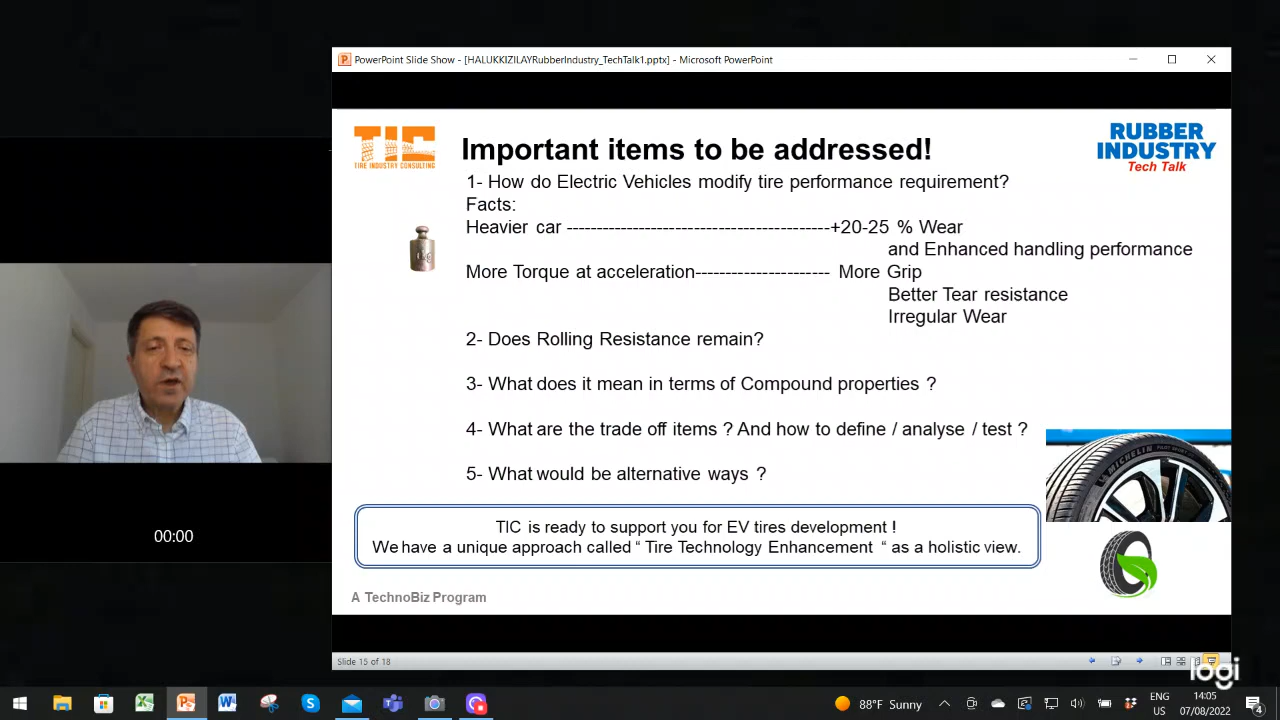 PowerPoint Slide Show - [HALUKKIZILAYRubberIndustry_TechTalk1.pptx] - Microsoft PowerPoint
TIC
TIRE INDUSTRY CONSULTING
Important items to be addressed!
RUBBER
INDUSTRY
Tech Talk
1- How do Electric Vehicles modify tire performance requirement?
Facts:
Heavier car --------------------------------------------+20-25 % Wear
and Enhanced handling performance
More Torque at acceleration---------------------- More Grip
Better Tear resistance
Irregular Wear
2- Does Rolling Resistance remain?
3- What does it mean in terms of Compound properties ?
4- What are the trade off items ? And how to define / analyse / test ?
5- What would be alternative ways ?
MICHELIN
TIC is ready to support you for EV tires development !
We have a unique approach called “ Tire Technology Enhancement “ as a holistic view.
00:00
A TechnoBiz Program
Slide 15 of 18
logi
88°F Sunny
ENG
US
14:05
07/08/2022
4